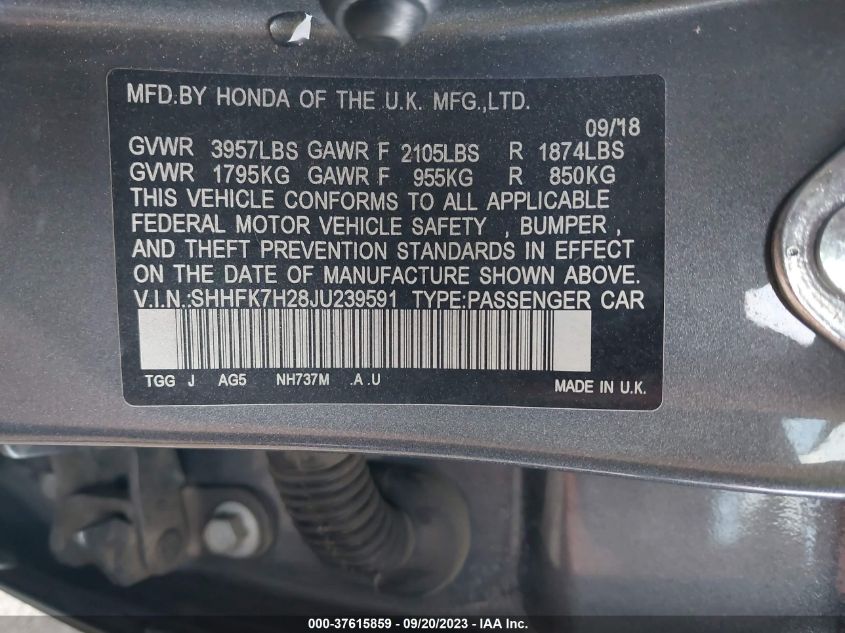 MFD.BY HONDA OF THE U.K. MFG.,LTD.
09/18
GVWR 3957LBS GAWR F 2105LBS R 1874LBS
GVWR 1795KG GAWR F 955KG R 850KG
THIS VEHICLE CONFORMS TO ALL APPLICABLE
FEDERAL MOTOR VEHICLE SAFETY , BUMPER ,
AND THEFT PREVENTION STANDARDS IN EFFECT
ON THE DATE OF MANUFACTURE SHOWN ABOVE.
V.I.N.:SHHFK7H28JU239591 TYPE:PASSENGER CAR
TGG J AG5 NH737M .A .U MADE IN U.K.
000-37615859 - 09/20/2023 - IAA Inc.